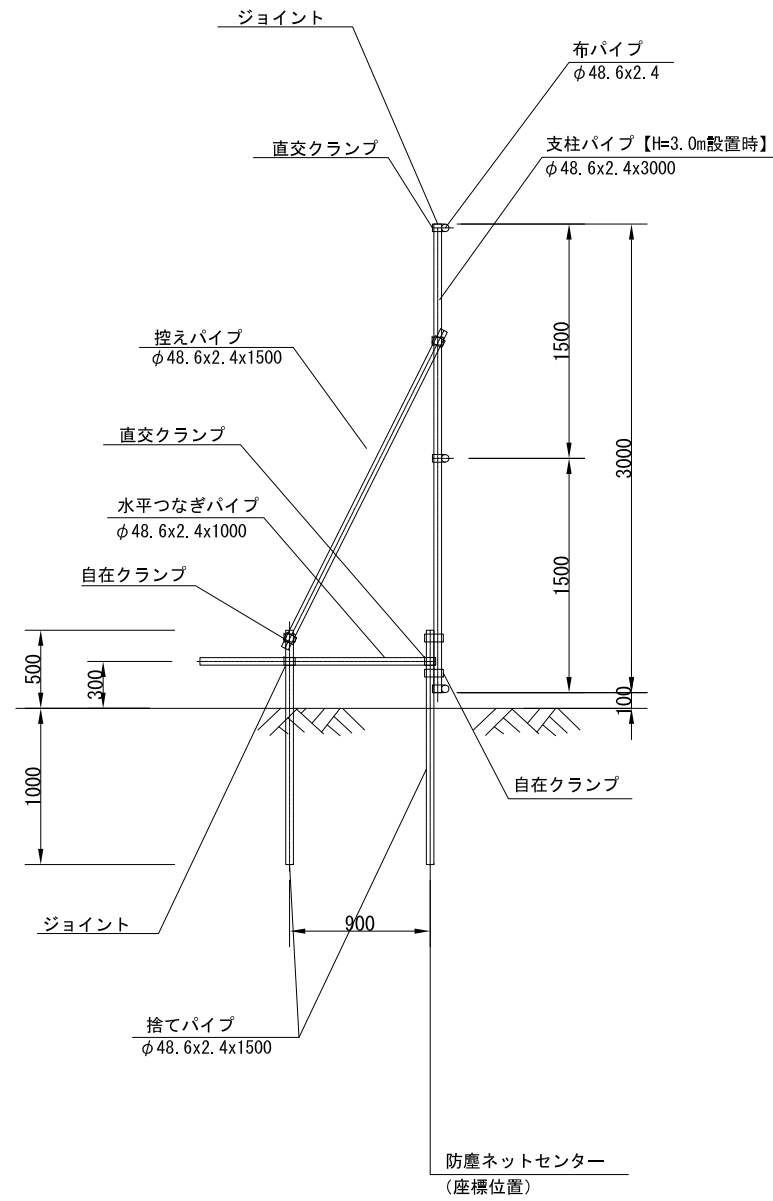 ジョイント
布パイプ
φ48.6x2.4
直交クランプ
支柱パイプ【H=3.0m設置時】
φ48.6x2.4x3000
控えパイプ
φ48.6x2.4x1500
1500
直交クランプ
3000
水平つなぎパイプ
φ48.6x2.4x1000
自在クランプ
1500
500
300
100
1000
自在クランプ
ジョイント
900
捨てパイプ
φ48.6x2.4x1500
防塵ネットセンター
(座標位置)